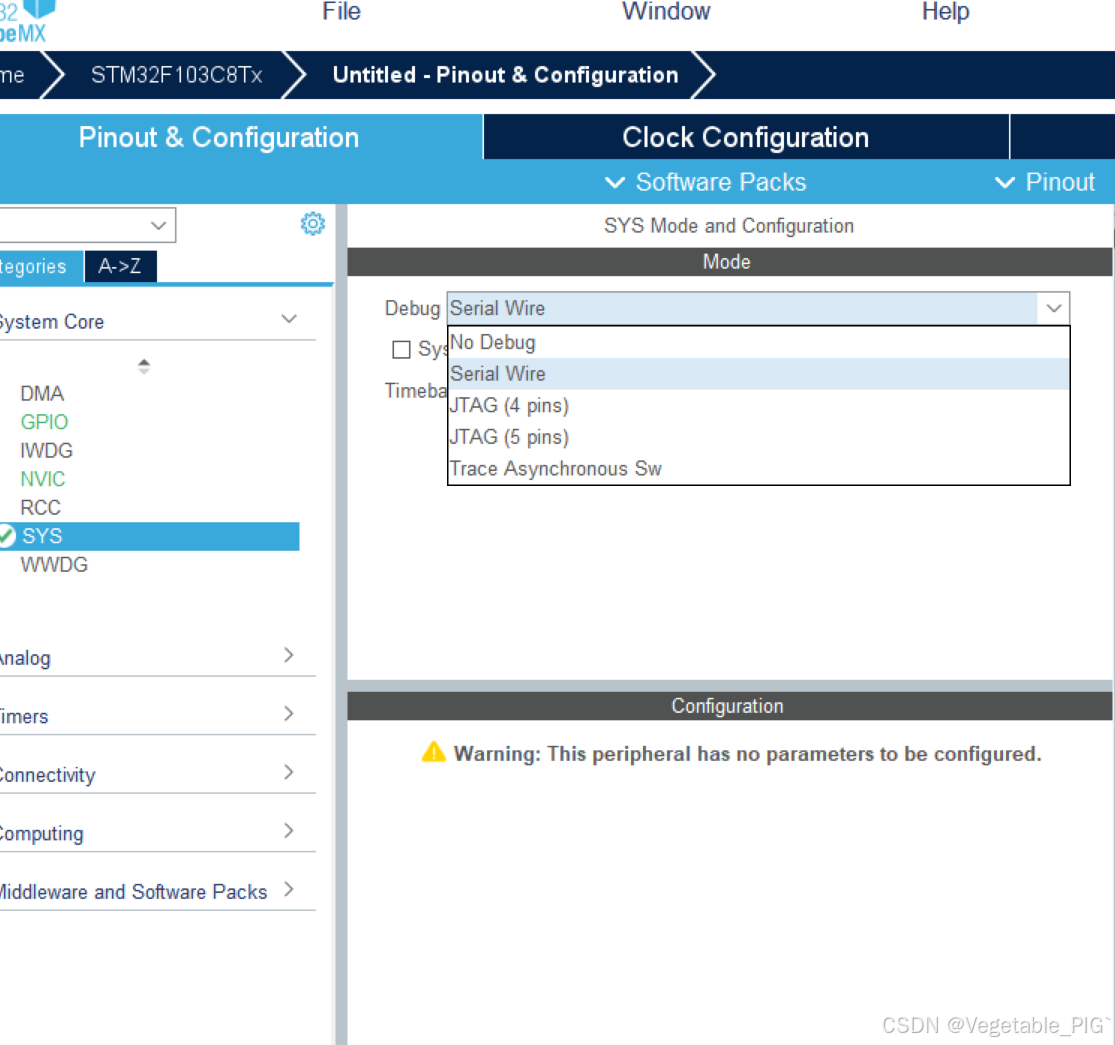 32
beMX
File
Window
Help
me
STM32F103C8Tx
Untitled - Pinout & Configuration
Pinout & Configuration
Clock Configuration
Software Packs
Pinout
SYS Mode and Configuration
tegories
A->Z
Mode
System Core
Debug Serial Wire
Sys
No Debug
Serial Wire
Timeba
JTAG (4 pins)
JTAG (5 pins)
Trace Asynchronous Sw
DMA
GPIO
IWDG
NVIC
RCC
SYS
WWDG
Analog
Timers
Connectivity
Computing
Middleware and Software Packs
Configuration
Warning: This peripheral has no parameters to be configured.
CSDN @Vegetable_PIG`